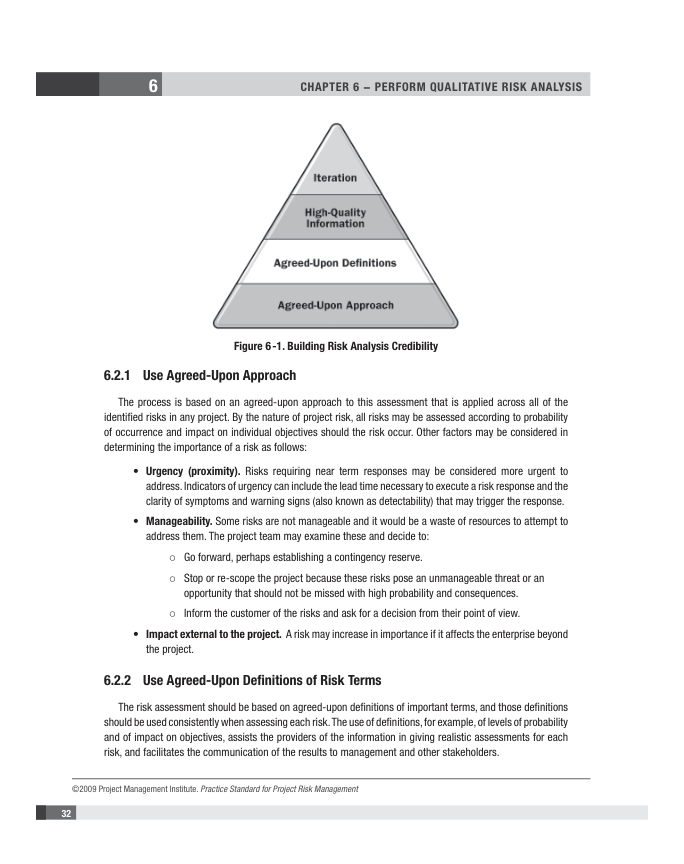 6
CHAPTER 6 – PERFORM QUALITATIVE RISK ANALYSIS
Iteration
High-Quality
Information
Agreed-Upon Definitions
Agreed-Upon Approach
Figure 6-1. Building Risk Analysis Credibility
6.2.1 Use Agreed-Upon Approach
The process is based on an agreed-upon approach to this assessment that is applied across all of the
identified risks in any project. By the nature of project risk, all risks may be assessed according to probability
of occurrence and impact on individual objectives should the risk occur. Other factors may be considered in
determining the importance of a risk as follows:
• Urgency (proximity). Risks requiring near term responses may be considered more urgent to
address. Indicators of urgency can include the lead time necessary to execute a risk response and the
clarity of symptoms and warning signs (also known as detectability) that may trigger the response.
• Manageability. Some risks are not manageable and it would be a waste of resources to attempt to
address them. The project team may examine these and decide to:
○ Go forward, perhaps establishing a contingency reserve.
○ Stop or re-scope the project because these risks pose an unmanageable threat or an
opportunity that should not be missed with high probability and consequences.
○ Inform the customer of the risks and ask for a decision from their point of view.
• Impact external to the project. A risk may increase in importance if it affects the enterprise beyond
the project.
6.2.2 Use Agreed-Upon Definitions of Risk Terms
The risk assessment should be based on agreed-upon definitions of important terms, and those definitions
should be used consistently when assessing each risk. The use of definitions, for example, of levels of probability
and of impact on objectives, assists the providers of the information in giving realistic assessments for each
risk, and facilitates the communication of the results to management and other stakeholders.
©2009 Project Management Institute. Practice Standard for Project Risk Management
32